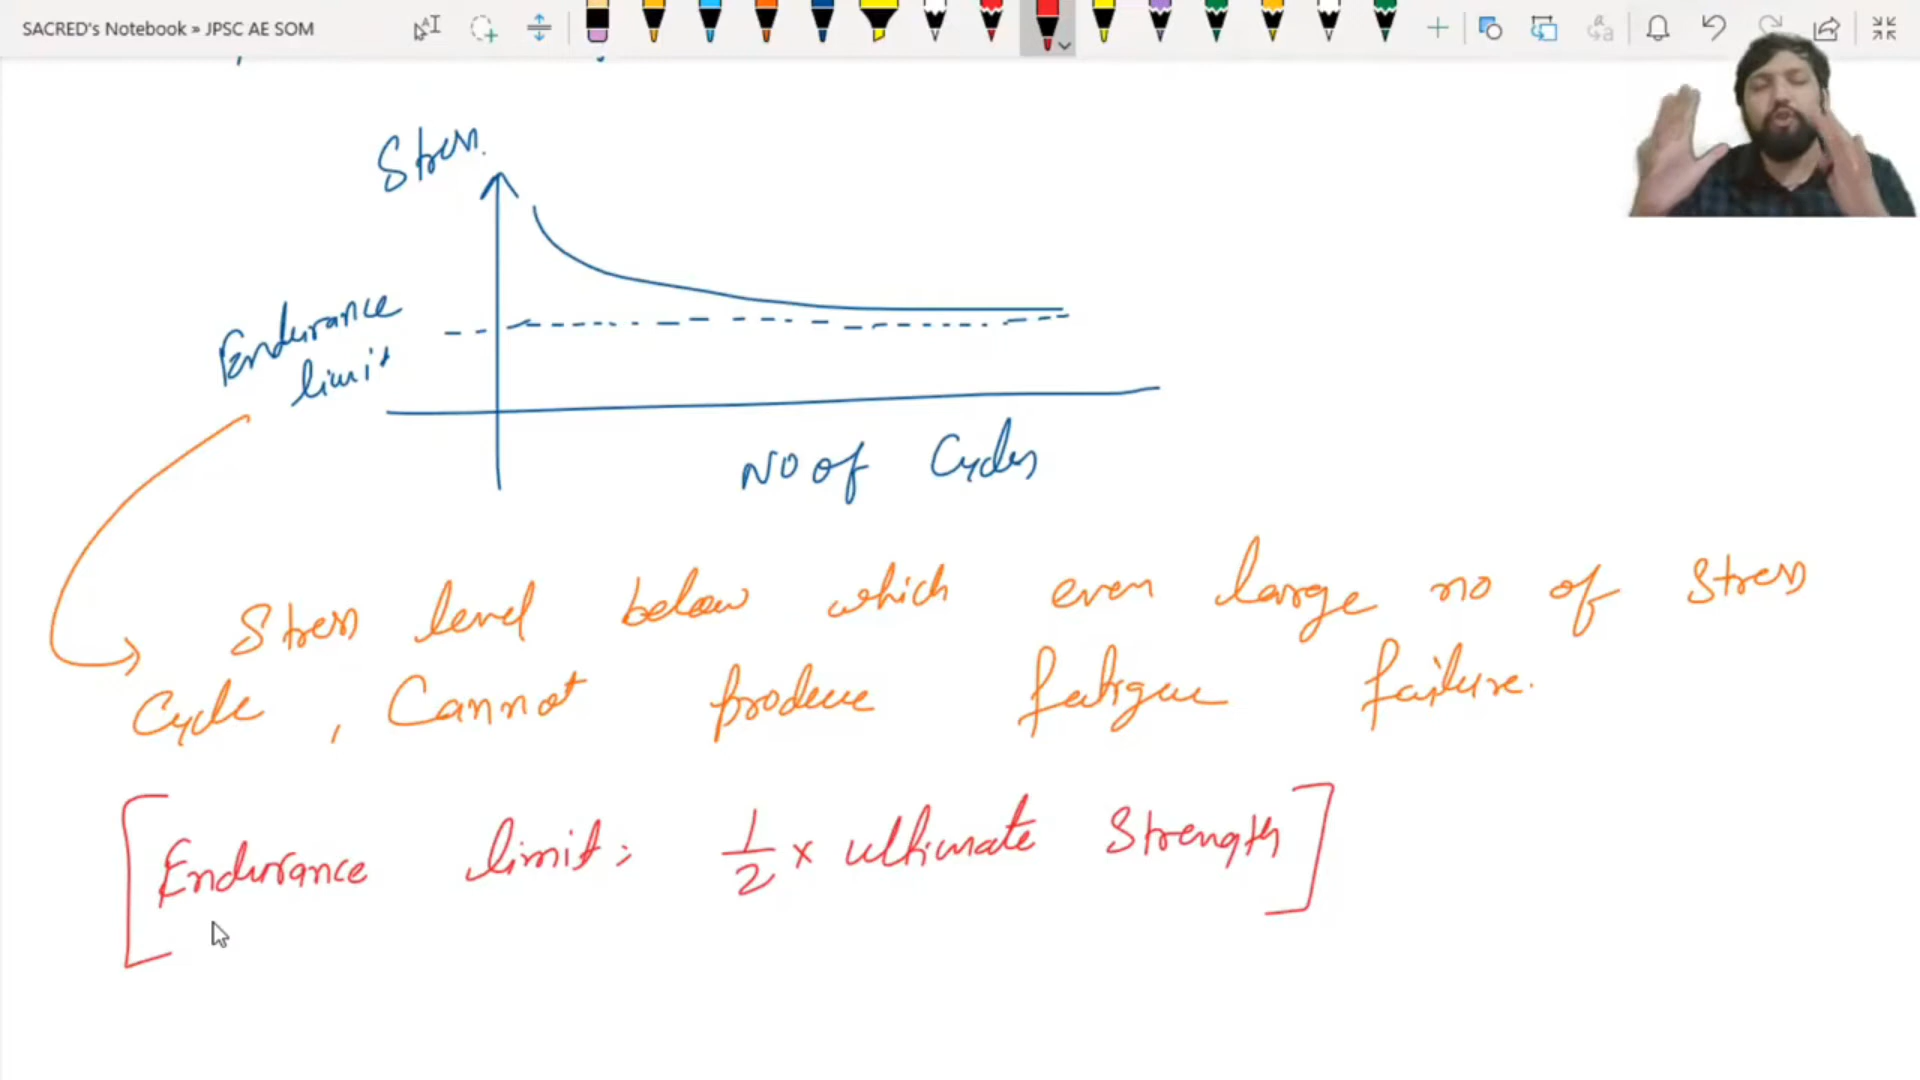 SACRED's Notebook » JPSC AE SOM
Stress
Endurance
limit
No of Cycles
Stress level below which even large no of Stress
Cycle, Cannot produce fatigue failure.
[Endurance limit = 1/2 × ultimate Strength]